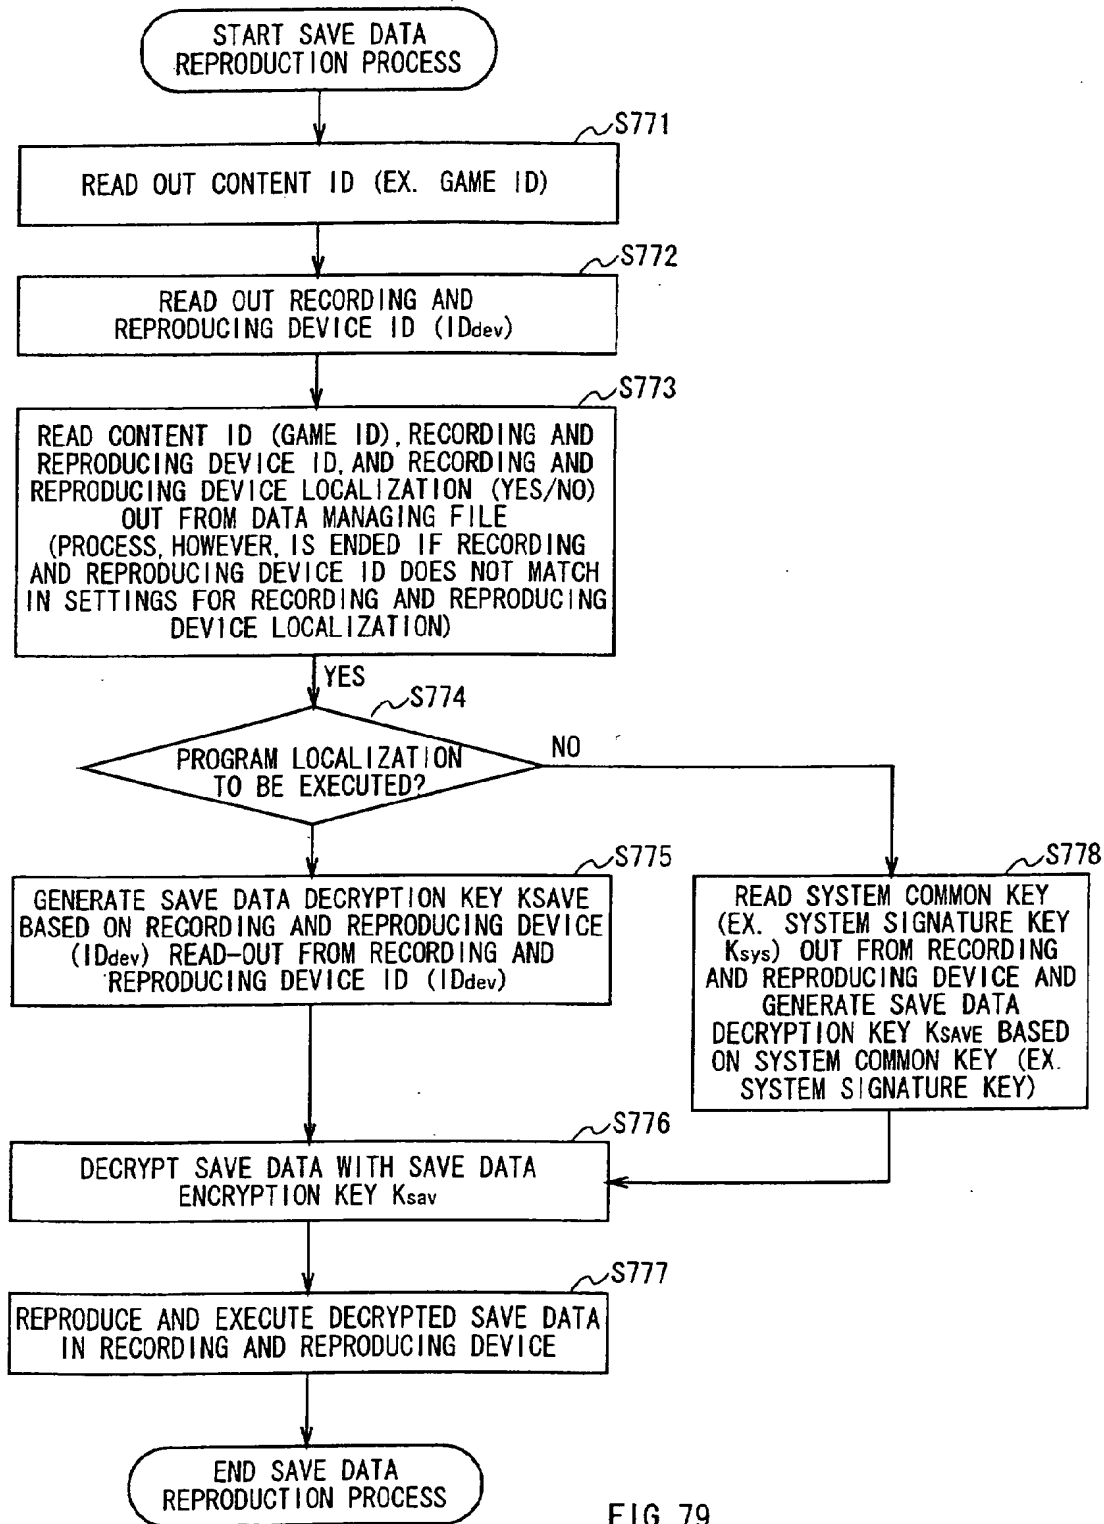 START SAVE DATA
REPRODUCTION PROCESS
S771
READ OUT CONTENT ID (EX. GAME ID)
S772
READ OUT RECORDING AND
REPRODUCING DEVICE ID (IDdev)
S773
READ CONTENT ID (GAME ID), RECORDING AND
REPRODUCING DEVICE ID, AND RECORDING AND
REPRODUCING DEVICE LOCALIZATION (YES/NO)
OUT FROM DATA MANAGING FILE
(PROCESS, HOWEVER, IS ENDED IF RECORDING
AND REPRODUCING DEVICE ID DOES NOT MATCH
IN SETTINGS FOR RECORDING AND REPRODUCING
DEVICE LOCALIZATION)
YES
S774
PROGRAM LOCALIZATION
TO BE EXECUTED?
NO
S775
GENERATE SAVE DATA DECRYPTION KEY KSAVE
BASED ON RECORDING AND REPRODUCING DEVICE
(IDdev) READ-OUT FROM RECORDING AND
REPRODUCING DEVICE ID (IDdev)
S778
READ SYSTEM COMMON KEY
(EX. SYSTEM SIGNATURE KEY
Ksys) OUT FROM RECORDING
AND REPRODUCING DEVICE AND
GENERATE SAVE DATA
DECRYPTION KEY KSAVE BASED
ON SYSTEM COMMON KEY (EX.
SYSTEM SIGNATURE KEY)
S776
DECRYPT SAVE DATA WITH SAVE DATA
ENCRYPTION KEY Ksav
S777
REPRODUCE AND EXECUTE DECRYPTED SAVE DATA
IN RECORDING AND REPRODUCING DEVICE
END SAVE DATA
REPRODUCTION PROCESS
FIG. 79